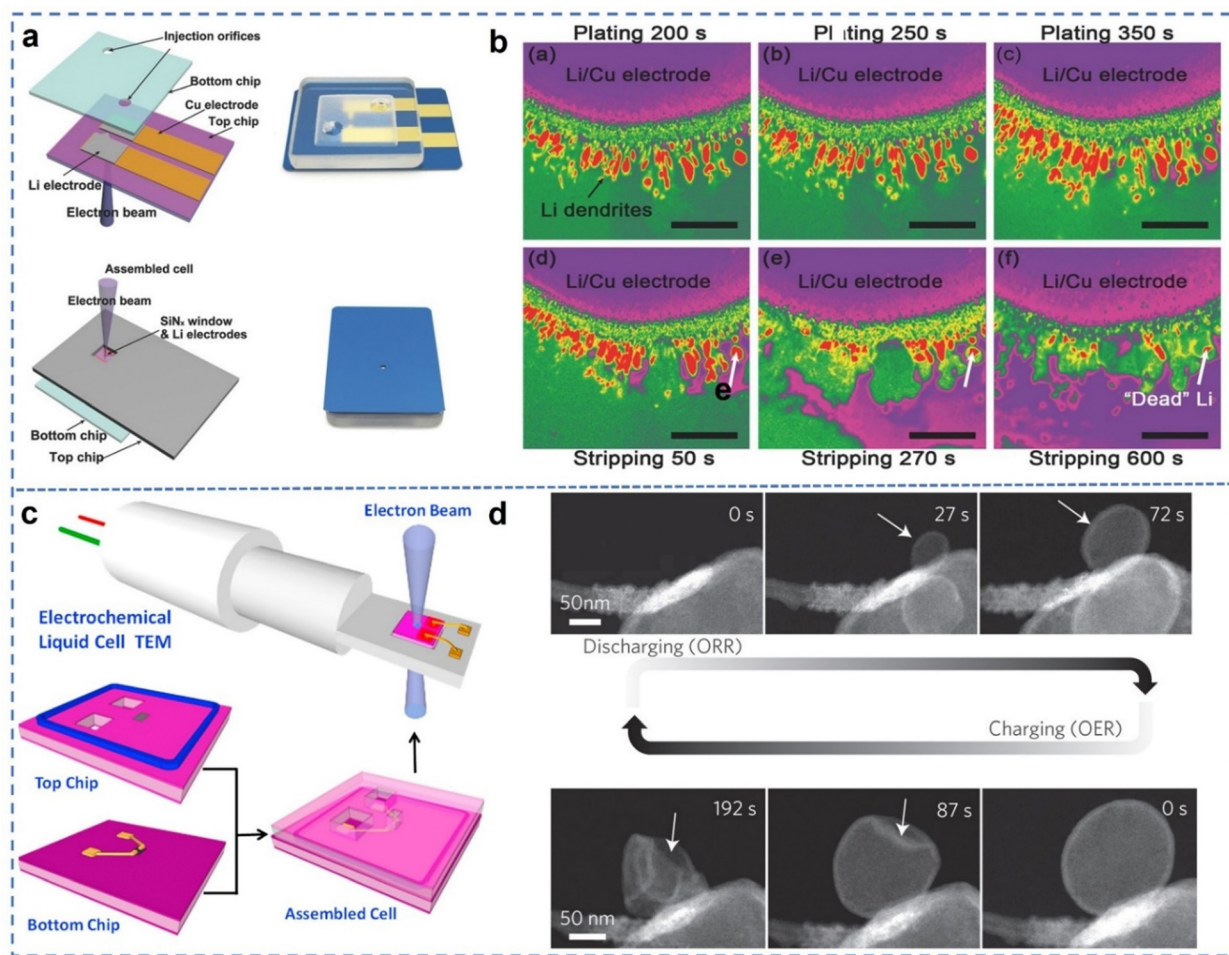 a
Injection orifices
Bottom chip
Cu electrode
Top chip
Li electrode
Electron beam
Assembled cell
Electron beam
SiNₓ window
& Li electrodes
Bottom chip
Top chip
b
Plating 200 s
Plating 250 s
Plating 350 s
(a)
Li/Cu electrode
Li dendrites
(b)
Li/Cu electrode
(c)
Li/Cu electrode
(d)
Li/Cu electrode
e
(e)
Li/Cu electrode
(f)
Li/Cu electrode
"Dead" Li
Stripping 50 s
Stripping 270 s
Stripping 600 s
c
Electron Beam
Electrochemical
Liquid Cell TEM
Top Chip
Bottom Chip
Assembled Cell
d
0 s
27 s
72 s
50nm
Discharging (ORR)
Charging (OER)
192 s
87 s
0 s
50 nm